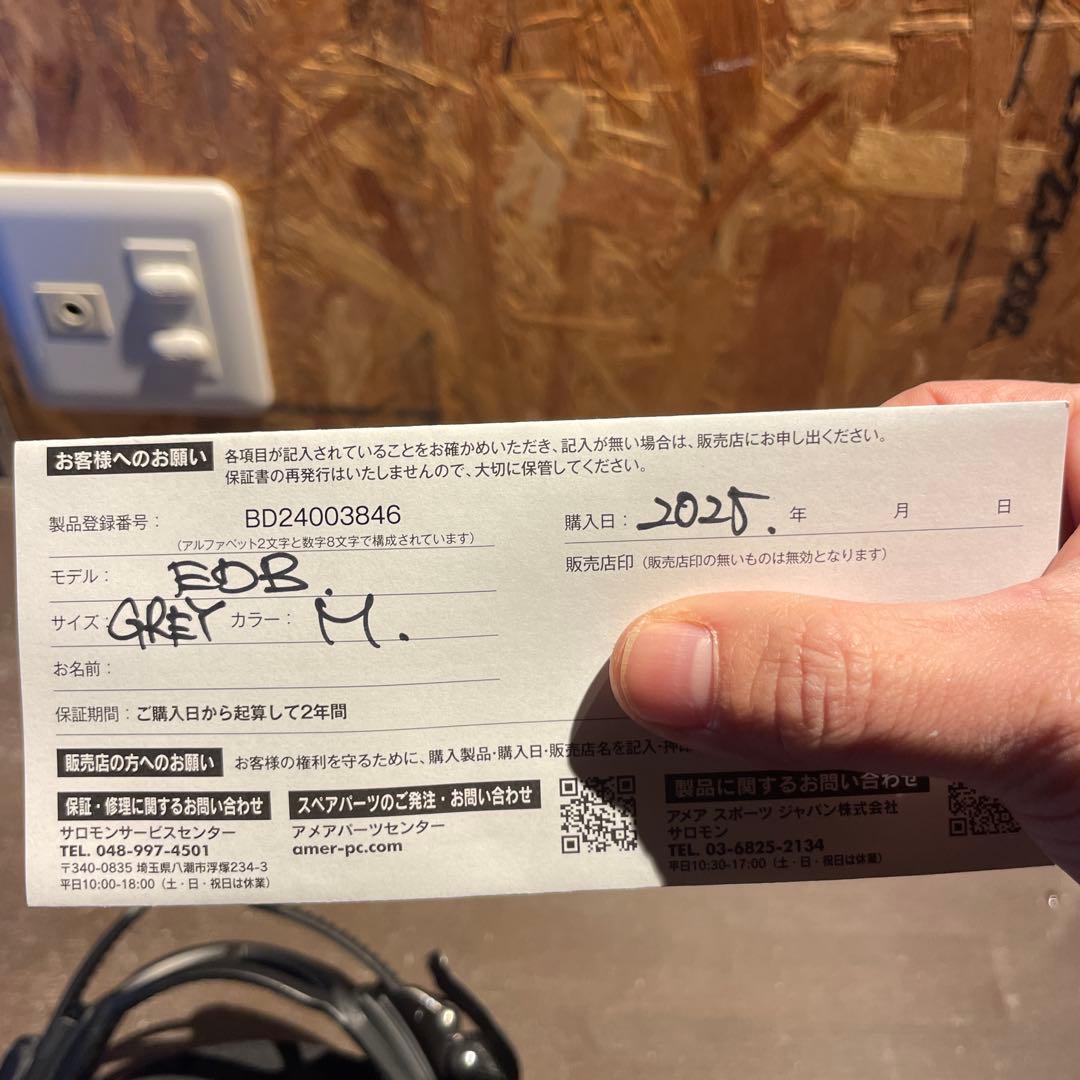 お客様へのお願い 各項目が記入されていることをお確かめいただき、記入が無い場合は、販売店にお申し出ください。
保証書の再発行はいたしませんので、大切に保管してください。
製品登録番号： BD24003846
（アルファベット2文字と数字8文字で構成されています）
購入日： 2025. 年 月 日
モデル： EDB.
販売店印（販売店印の無いものは無効となります）
サイズ： GREY カラー： M.
お名前：
保証期間：ご購入日から起算して2年間
販売店の方へのお願い お客様の権利を守るために、購入製品・購入日・販売店名を記入・押
保証・修理に関するお問い合わせ
サロモンサービスセンター
TEL. 048-997-4501
〒340-0835 埼玉県八潮市浮塚234-3
平日10:00-18:00（土・日・祝日は休業）
スペアパーツのご発注・お問い合わせ
アメアパーツセンター
amer-pc.com
製品に関するお問い合わせ
アメア スポーツ ジャパン株式会社
サロモン
TEL. 03-6825-2134
平日10:30-17:00（土・日・祝日は休業）